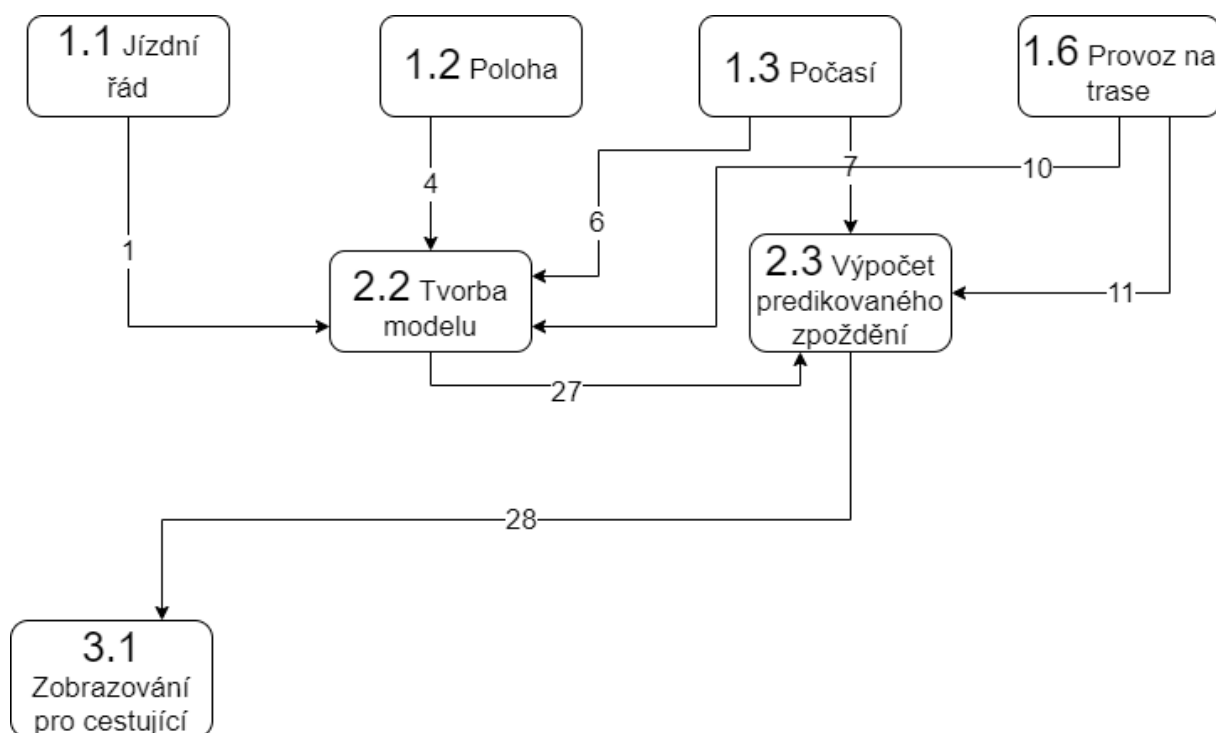 1.1 Jízdní
řád
1.2 Poloha
1.3 Počasí
1.6 Provoz na
trase
1
4
6
7
10
11
2.2 Tvorba
modelu
2.3 Výpočet
predikovaného
zpoždění
27
28
3.1
Zobrazování
pro cestující